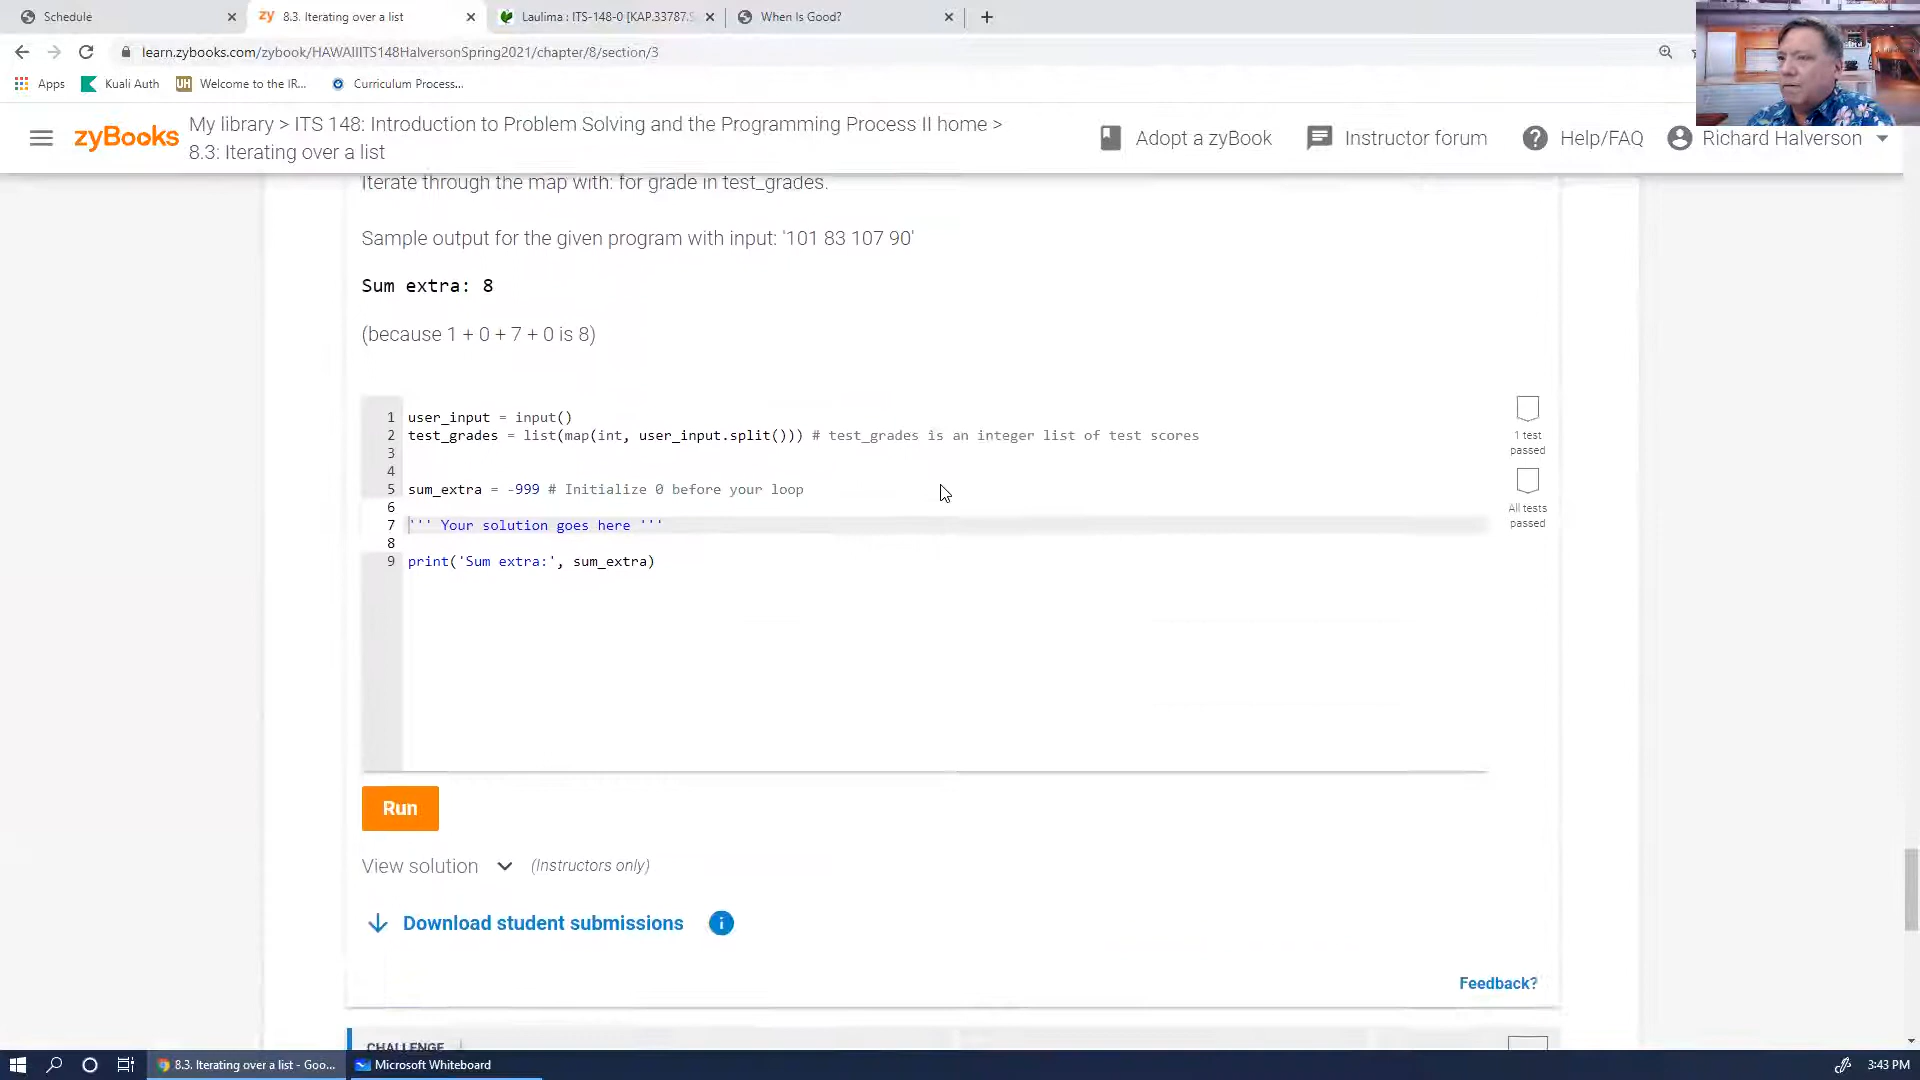 Schedule
8.3. Iterating over a list
Laulima : ITS-148-0 [KAP.33787.S
When Is Good?
learn.zybooks.com/zybook/HAWAIIITS148HalversonSpring2021/chapter/8/section/3
Apps
Kuali Auth
UH Welcome to the IR...
Curriculum Process...
zyBooks
My library > ITS 148: Introduction to Problem Solving and the Programming Process II home >
8.3: Iterating over a list
Adopt a zyBook
Instructor forum
Help/FAQ
Richard Halverson
Iterate through the map with: for grade in test_grades.
Sample output for the given program with input: '101 83 107 90'
Sum extra: 8
(because 1 + 0 + 7 + 0 is 8)
1 user_input = input()
2 test_grades = list(map(int, user_input.split())) # test_grades is an integer list of test scores
3
4
5 sum_extra = -999 # Initialize 0 before your loop
6
7 ''' Your solution goes here '''
8
9 print('Sum extra:', sum_extra)
1 test
passed
All tests
passed
Run
View solution (Instructors only)
Download student submissions
Feedback?
CHALLENGE
8.3. Iterating over a list - Goo...
Microsoft Whiteboard
3:43 PM